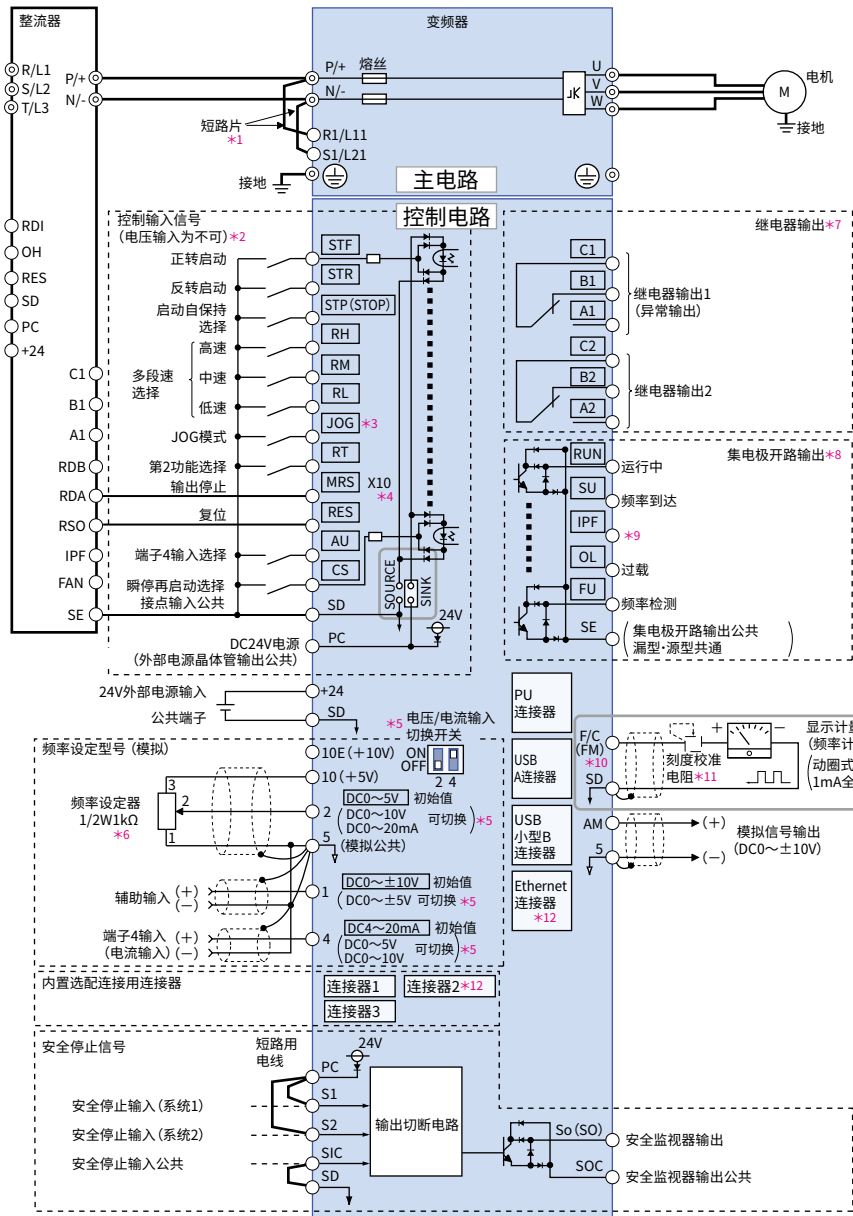 整流器
变频器
R/L1
S/L2
T/L3
P/+
N/-
P/+
熔丝
N/-
U
V
W
M
电机
接地
短路片
*1
R1/L11
S1/L21
接地
主电路
控制电路
RDI
OH
RES
SD
PC
+24
C1
B1
A1
RDB
RDA
RSO
IPF
FAN
SE
控制输入信号
(电压输入为不可)*2
正转启动
反转启动
启动自保持
选择
多段速
选择
高速
中速
低速
JOG模式
第2功能选择
输出停止
复位
端子4输入选择
瞬停再启动选择
接点输入公共
DC24V电源
(外部电源晶体管输出公共)
STF
STR
STP(STOP)
RH
RM
RL
JOG *3
RT
MRS X10
*4
RES
AU
CS
SD
PC
SOURCE
SINK
24V
继电器输出*7
C1
B1
A1
继电器输出1
(异常输出)
C2
B2
A2
继电器输出2
集电极开路输出*8
RUN
运行中
SU
频率到达
IPF
*9
OL
过载
FU
频率检测
SE
(集电极开路输出公共
漏型·源型共通)
24V外部电源输入
公共端子
+24
SD
*5 电压/电流输入
切换开关
ON
OFF
2 4
频率设定型号(模拟)
频率设定器
1/2W1kΩ
*6
3
2
1
10E(+10V)
10(+5V)
2
DC0~5V 初始值
(DC0~10V
DC0~20mA 可切换)*5
5
(模拟公共)
辅助输入 (+)
(-)
1
DC0~±10V 初始值
(DC0~±5V 可切换*5
端子4输入 (+)
(电流输入) (-)
4
DC4~20mA 初始值
(DC0~5V
DC0~10V 可切换)*5
PU
连接器
USB
A连接器
USB
小型B
连接器
Ethernet
连接器
*12
F/C
(FM)
*10
SD
+
-
刻度校准
电阻*11
显示计量
(频率计
(动圈式
1mA全
AM
5
(+)
(-)
模拟信号输出
(DC0~±10V)
内置选配连接用连接器
连接器1
连接器2*12
连接器3
安全停止信号
短路用
电线
24V
PC
S1
S2
SIC
SD
安全停止输入(系统1)
安全停止输入(系统2)
安全停止输入公共
输出切断电路
So(SO)
SOC
安全监视器输出
安全监视器输出公共